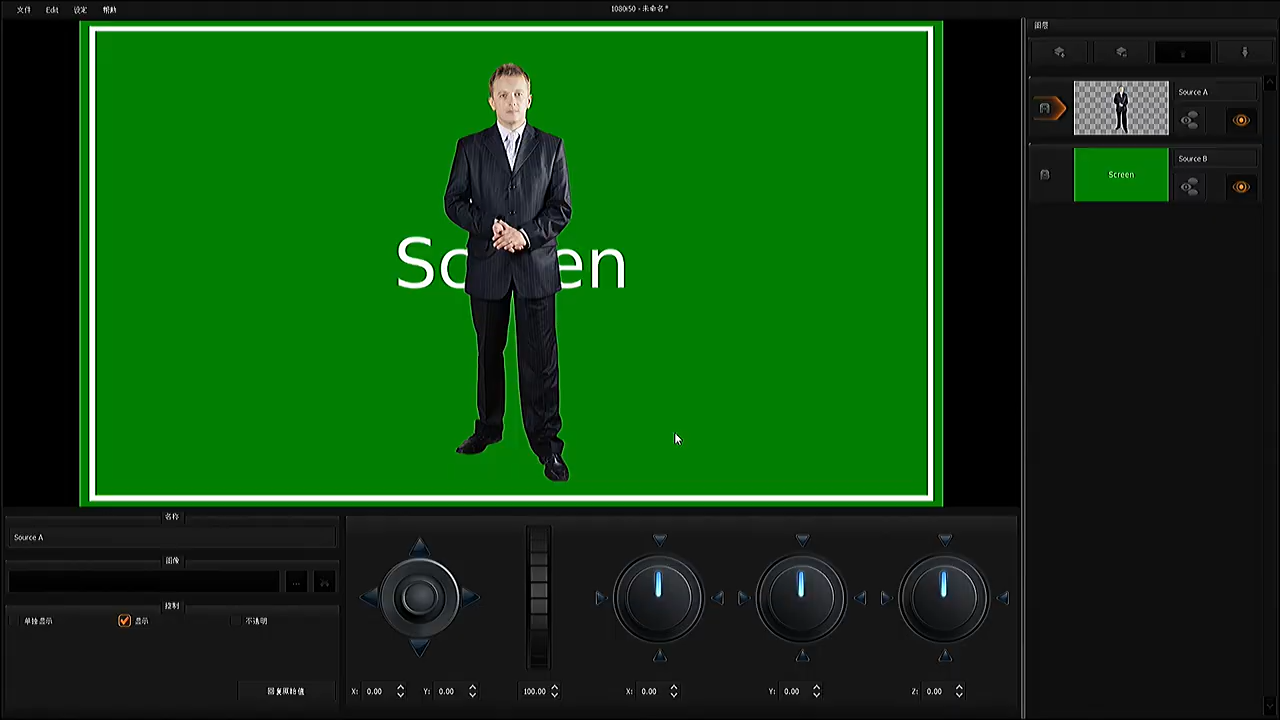 文件 Edit 设定 帮助
1080i50 - 未命名*
图层
Source A
Source B
Screen
Sc en
名称
Source A
图像
...
控制
单独显示 显示 不透明
回复原始值
X: 0.00 Y: 0.00 100.00 X: 0.00 Y: 0.00 Z: 0.00